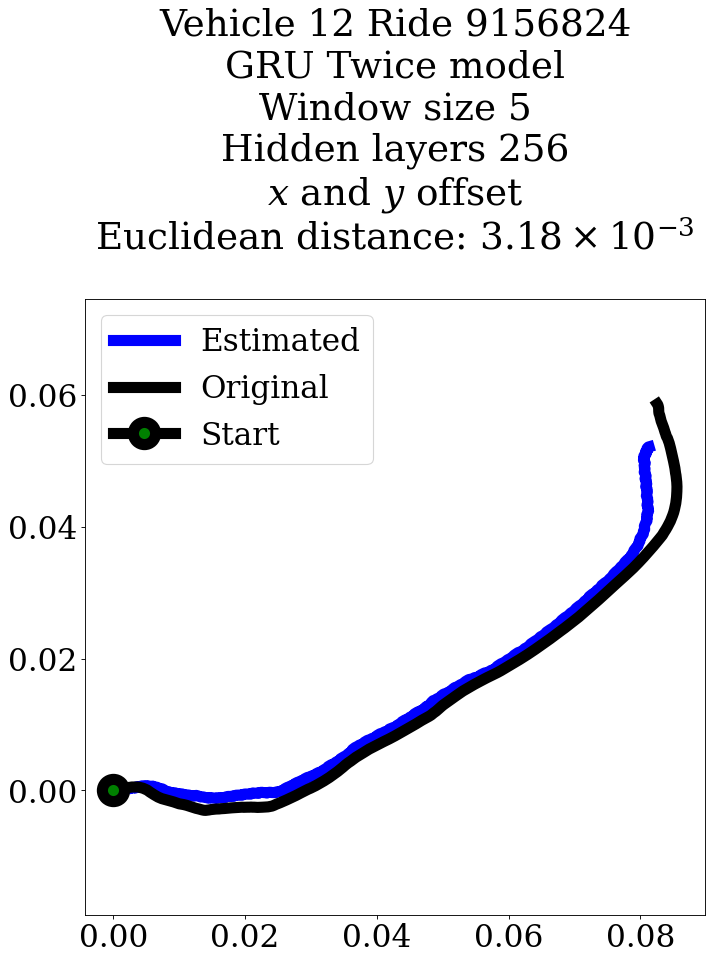 Vehicle 12 Ride 9156824
GRU Twice model
Window size 5
Hidden layers 256
x and y offset
Euclidean distance: 3.18 × 10⁻³
Estimated
Original
Start
0.06
0.04
0.02
0.00
0.00 0.02 0.04 0.06 0.08